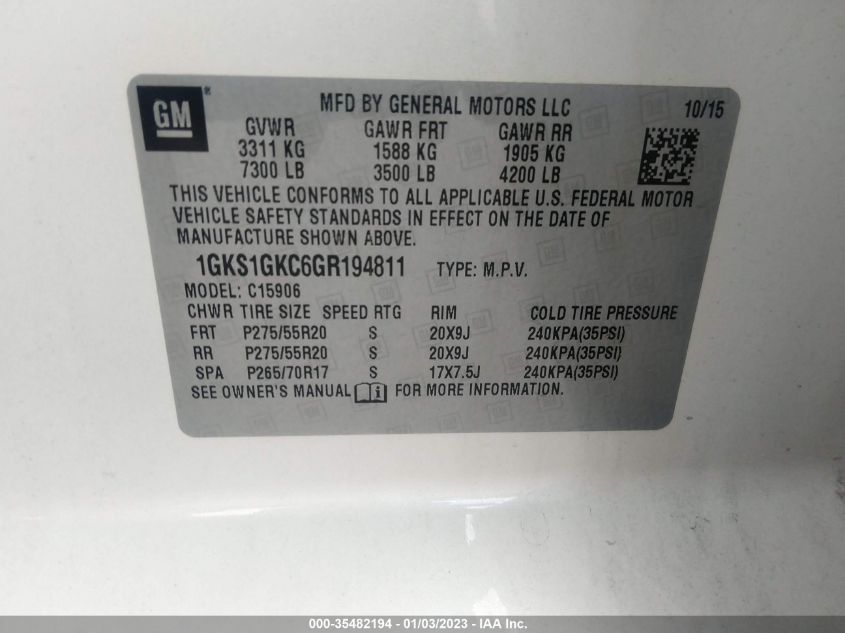 GM®
MFD BY GENERAL MOTORS LLC 10/15
GVWR GAWR FRT GAWR RR
3311 KG 1588 KG 1905 KG
7300 LB 3500 LB 4200 LB
THIS VEHICLE CONFORMS TO ALL APPLICABLE U.S. FEDERAL MOTOR
VEHICLE SAFETY STANDARDS IN EFFECT ON THE DATE OF
MANUFACTURE SHOWN ABOVE.
1GKS1GKC6GR194811 TYPE: M.P.V.
MODEL: C15906
CHWR TIRE SIZE SPEED RTG RIM COLD TIRE PRESSURE
FRT P275/55R20 S 20X9J 240KPA(35PSI)
RR P275/55R20 S 20X9J 240KPA(35PSI)
SPA P265/70R17 S 17X7.5J 240KPA(35PSI)
SEE OWNER'S MANUAL FOR MORE INFORMATION.
000-35482194 - 01/03/2023 - IAA Inc.